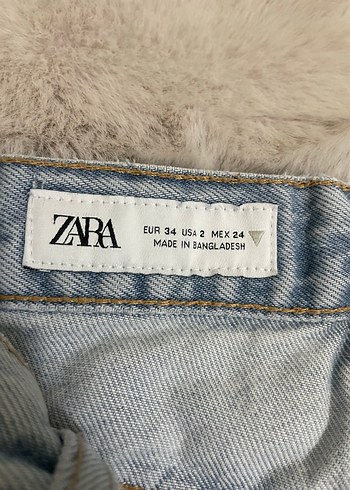 ZARA
EUR 34 USA 2 MEX 24
MADE IN BANGLADESH